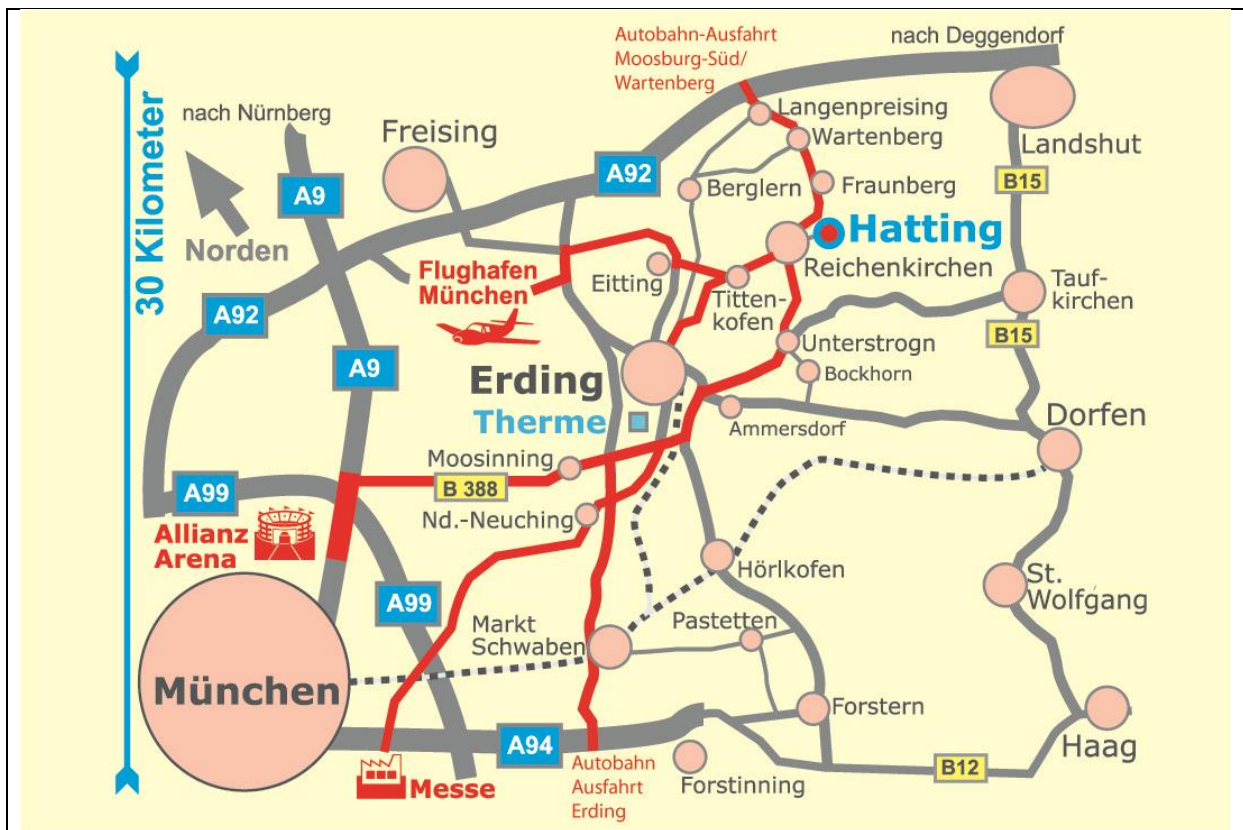 Autobahn-Ausfahrt
Moosburg-Süd/
Wartenberg
nach Deggendorf
30 Kilometer
nach Nürnberg
Freising
Langenpreising
Wartenberg
Landshut
A9
A92
Berglern
Fraunberg
B15
Norden
Hatting
Flughafen
München
Eitting
Reichenkirchen
Titten-
kofen
Tauf-
kirchen
A92
A9
Unterstrogn
B15
Bockhorn
Erding
Therme
Ammersdorf
Dorfen
Moosinning
B 388
A99
Nd.-Neuching
Allianz
Arena
Hörlkofen
St.
Wolfgang
A99
Markt
Schwaben
Pastetten
München
Forstern
Haag
A94
Messe
Autobahn
Ausfahrt
Erding
Forstinning
B12